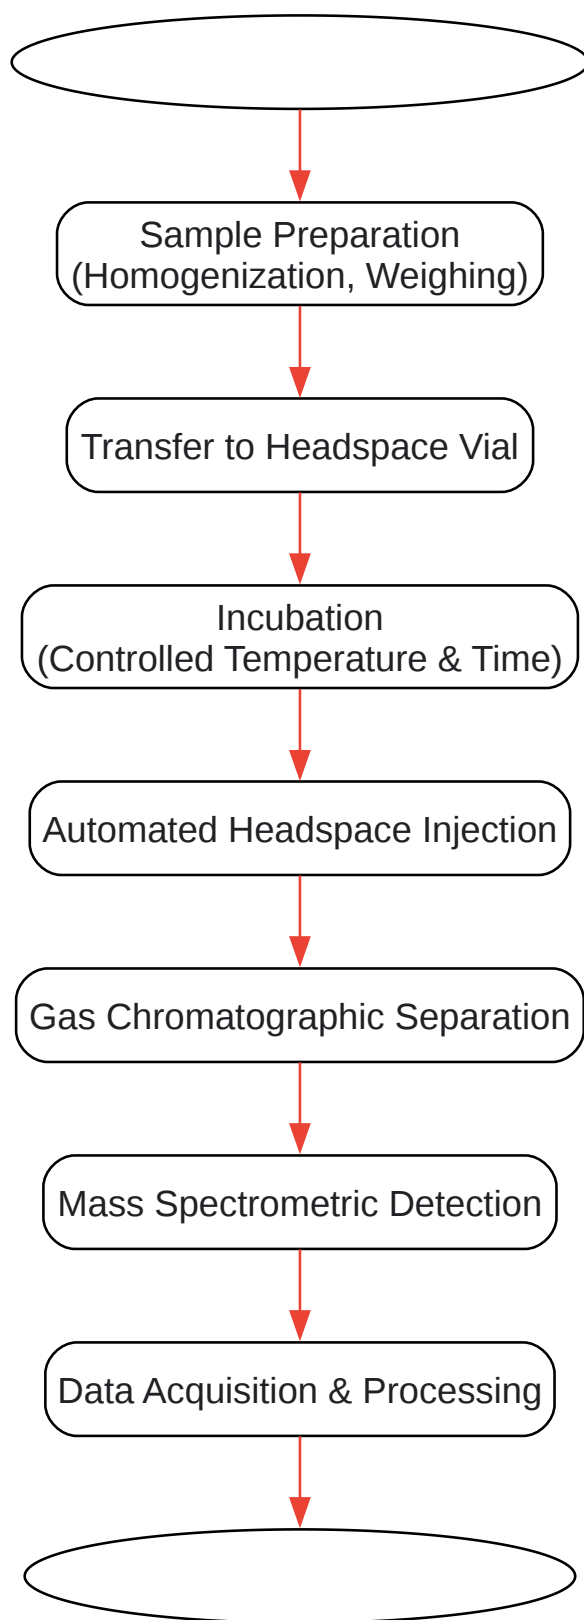 Sample Preparation
(Homogenization, Weighing)
Transfer to Headspace Vial
Incubation
(Controlled Temperature & Time)
Automated Headspace Injection
Gas Chromatographic Separation
Mass Spectrometric Detection
Data Acquisition & Processing